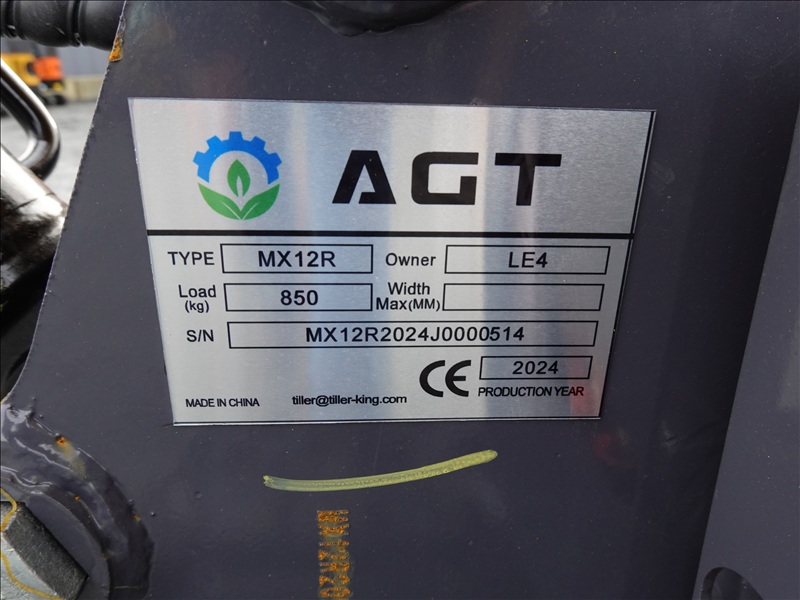 AGT
TYPE MX12R Owner LE4
Load (kg) 850 Width Max(MM)
S/N MX12R2024J0000514
CE 2024
MADE IN CHINA tiller@tiller-king.com PRODUCTION YEAR
MX12R20